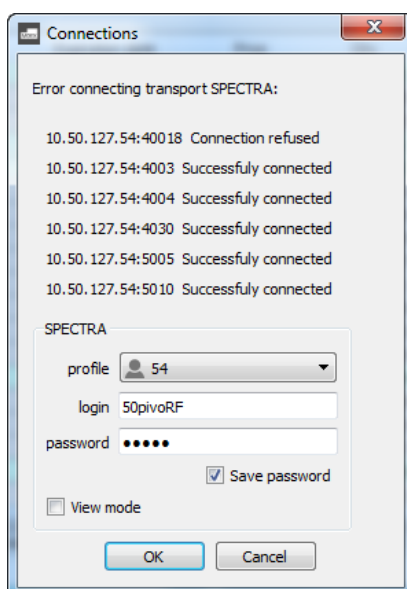 Connections
Error connecting transport SPECTRA:
10.50.127.54:40018 Connection refused
10.50.127.54:4003 Successfuly connected
10.50.127.54:4004 Successfuly connected
10.50.127.54:4030 Successfuly connected
10.50.127.54:5005 Successfuly connected
10.50.127.54:5010 Successfuly connected
SPECTRA
profile 54
login 50pivoRF
password •••••
Save password
View mode
OK Cancel